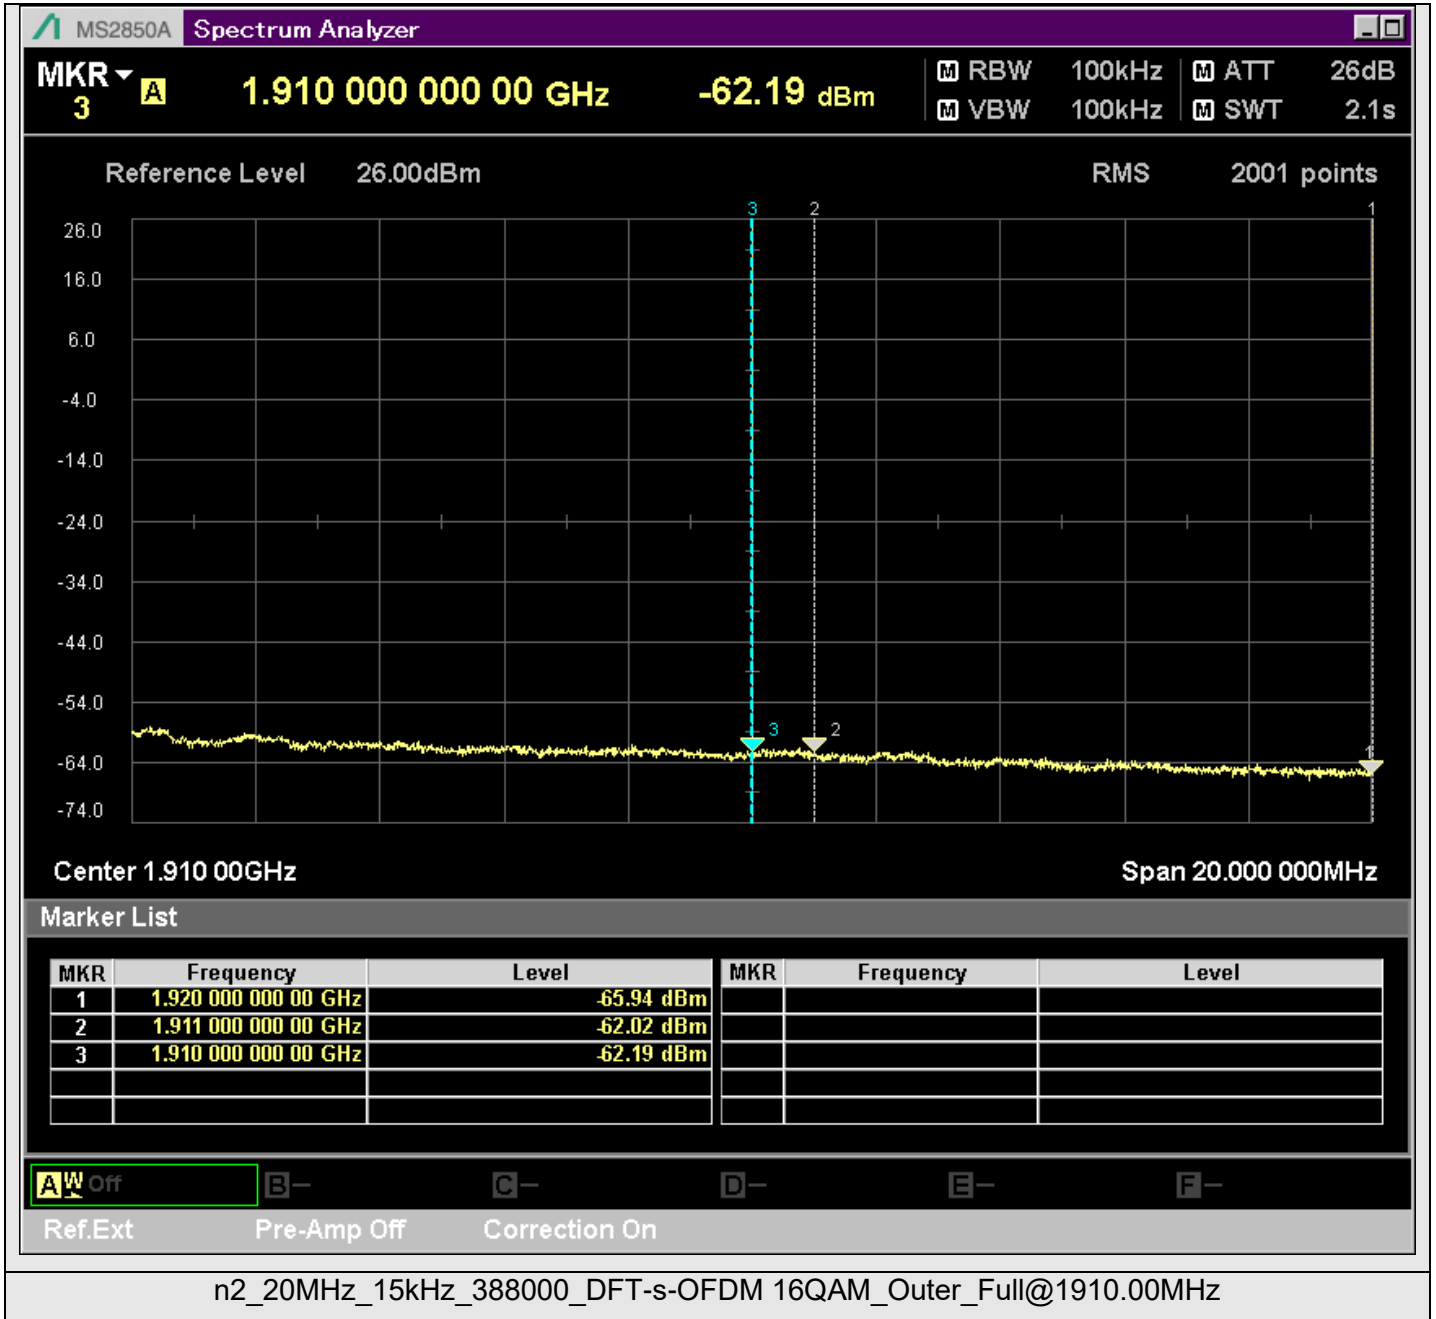 MS2850A Spectrum Analyzer
MKR 3 A 1.910 000 000 00 GHz -62.19 dBm
M RBW 100kHz M ATT 26dB
M VBW 100kHz M SWT 2.1s
Reference Level 26.00dBm RMS 2001 points
3 2 1
26.0
16.0
6.0
-4.0
-14.0
-24.0
-34.0
-44.0
-54.0
3 2
1
-64.0
-74.0
Center 1.910 00GHz Span 20.000 000MHz
Marker List
MKR Frequency Level MKR Frequency Level
1 1.920 000 000 00 GHz -65.94 dBm
2 1.911 000 000 00 GHz -62.02 dBm
3 1.910 000 000 00 GHz -62.19 dBm
A W Off B– C– D– E– F–
Ref.Ext Pre-Amp Off Correction On
n2_20MHz_15kHz_388000_DFT-s-OFDM 16QAM_Outer_Full@1910.00MHz